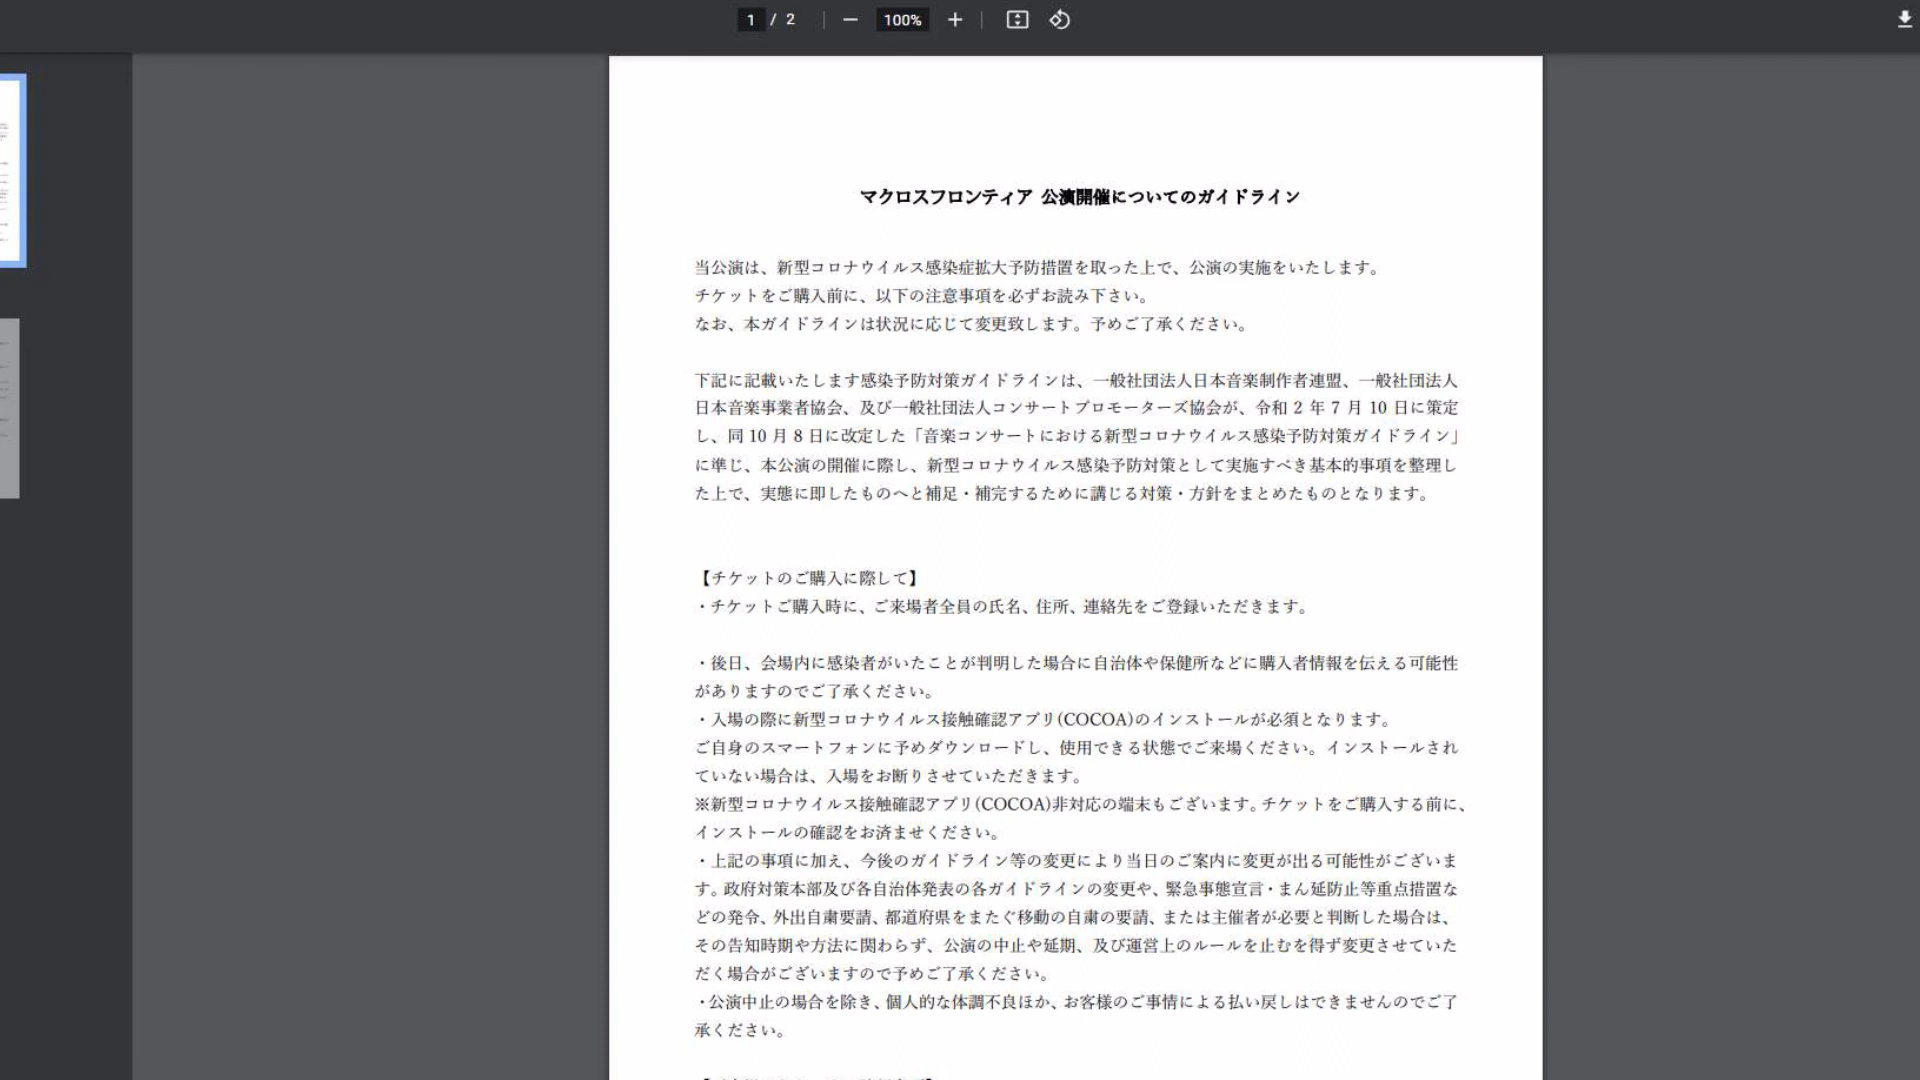 1 / 2 100%
マクロスフロンティア 公演開催についてのガイドライン
当公演は、新型コロナウイルス感染症拡大予防措置を取った上で、公演の実施をいたします。
チケットをご購入前に、以下の注意事項を必ずお読み下さい。
なお、本ガイドラインは状況に応じて変更致します。予めご了承ください。
下記に記載いたします感染予防対策ガイドラインは、一般社団法人日本音楽制作者連盟、一般社団法人
日本音楽事業者協会、及び一般社団法人コンサートプロモーターズ協会が、令和 2 年 7 月 10 日に策定
し、同 10 月 8 日に改定した「音楽コンサートにおける新型コロナウイルス感染予防対策ガイドライン」
に準じ、本公演の開催に際し、新型コロナウイルス感染予防対策として実施すべき基本的事項を整理し
た上で、実態に即したものへと補足・補完するために講じる対策・方針をまとめたものとなります。
【チケットのご購入に際して】
・チケットご購入時に、ご来場者全員の氏名、住所、連絡先をご登録いただきます。
・後日、会場内に感染者がいたことが判明した場合に自治体や保健所などに購入者情報を伝える可能性
がありますのでご了承ください。
・入場の際に新型コロナウイルス接触確認アプリ(COCOA)のインストールが必須となります。
ご自身のスマートフォンに予めダウンロードし、使用できる状態でご来場ください。インストールされ
ていない場合は、入場をお断りさせていただきます。
※新型コロナウイルス接触確認アプリ(COCOA)非対応の端末もございます。チケットをご購入する前に、
インストールの確認をお済ませください。
・上記の事項に加え、今後のガイドライン等の変更により当日のご案内に変更が出る可能性がございま
す。政府対策本部及び各自治体発表の各ガイドラインの変更や、緊急事態宣言・まん延防止等重点措置な
どの発令、外出自粛要請、都道府県をまたぐ移動の自粛の要請、または主催者が必要と判断した場合は、
その告知時期や方法に関わらず、公演の中止や延期、及び運営上のルールを止むを得ず変更させていた
だく場合がございますので予めご了承ください。
・公演中止の場合を除き、個人的な体調不良ほか、お客様のご事情による払い戻しはできませんのでご了
承ください。